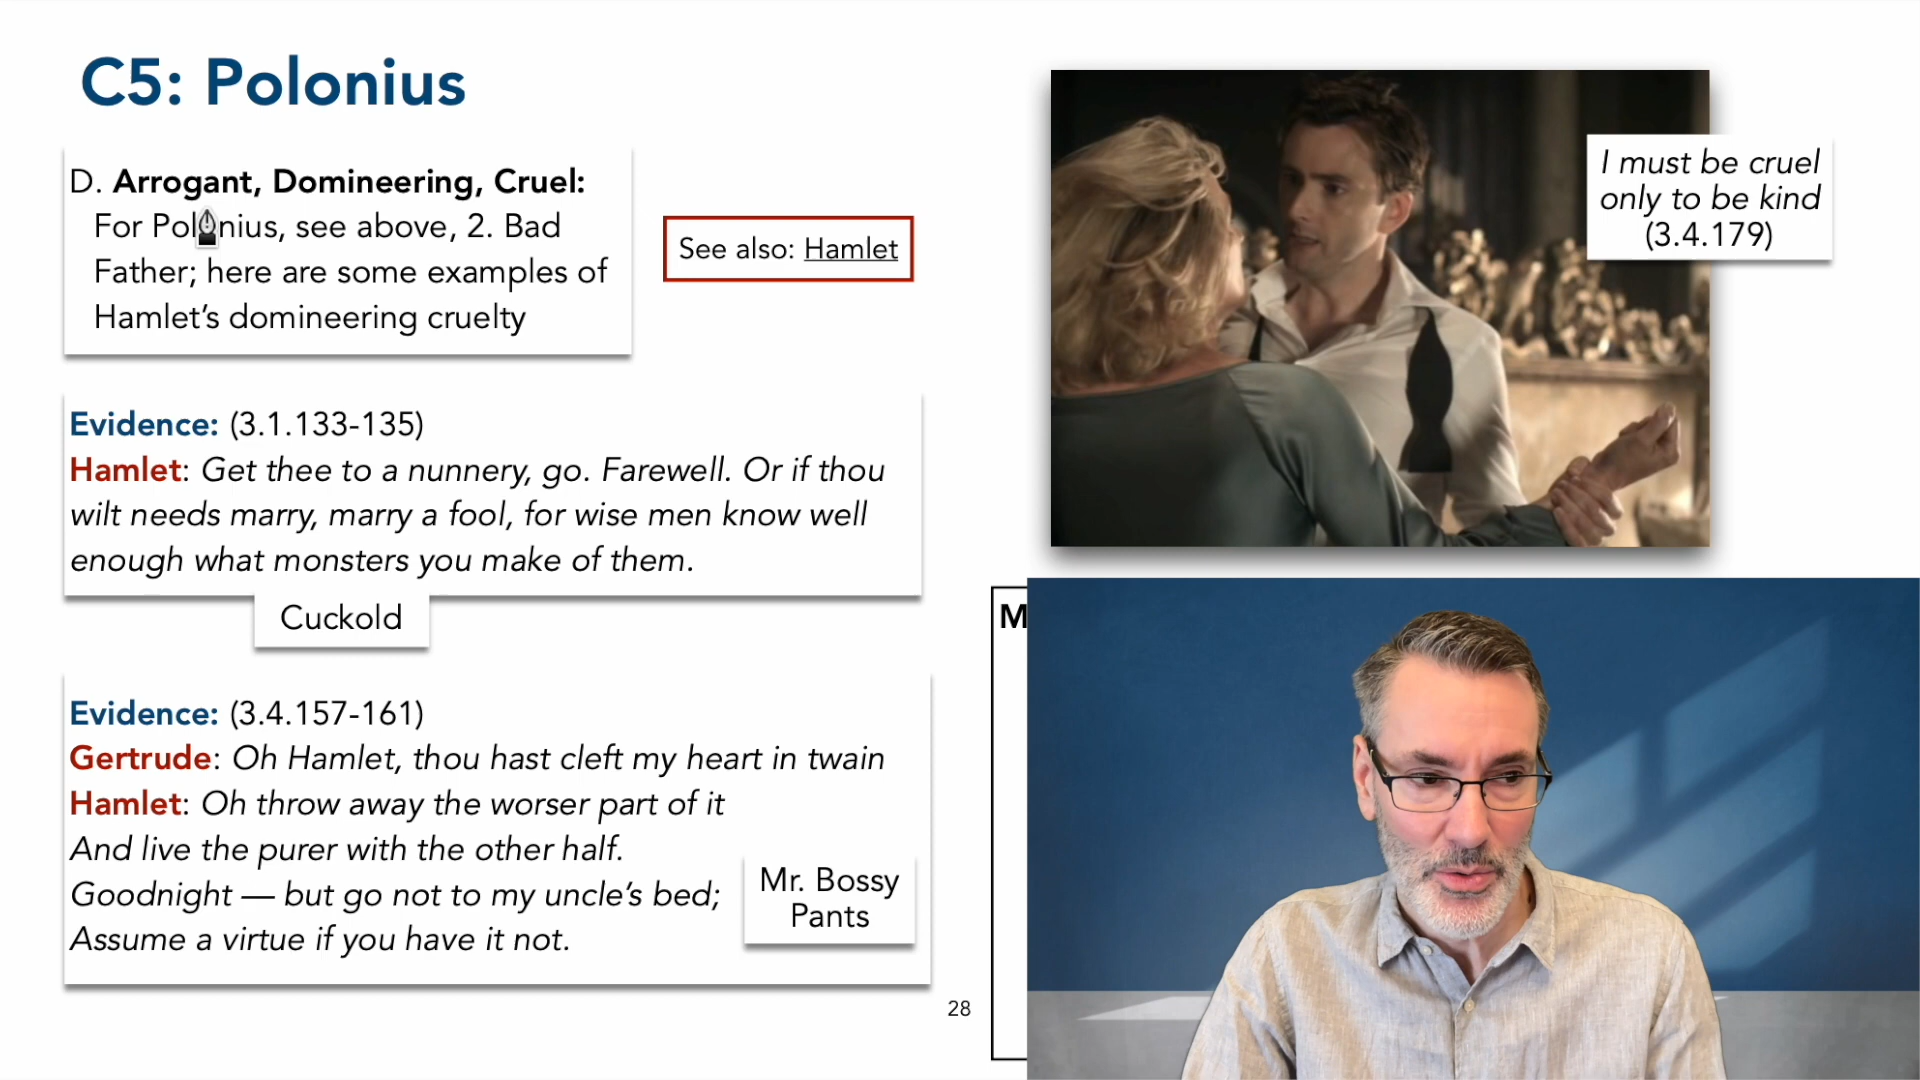 C5: Polonius
D. Arrogant, Domineering, Cruel:
For Polonius, see above, 2. Bad
Father; here are some examples of
Hamlet’s domineering cruelty
See also: Hamlet
I must be cruel
only to be kind
(3.4.179)
Evidence: (3.1.133-135)
Hamlet: Get thee to a nunnery, go. Farewell. Or if thou
wilt needs marry, marry a fool, for wise men know well
enough what monsters you make of them.
Cuckold
Evidence: (3.4.157-161)
Gertrude: Oh Hamlet, thou hast cleft my heart in twain
Hamlet: Oh throw away the worser part of it
And live the purer with the other half.
Goodnight — but go not to my uncle’s bed;
Assume a virtue if you have it not.
Mr. Bossy
Pants
28